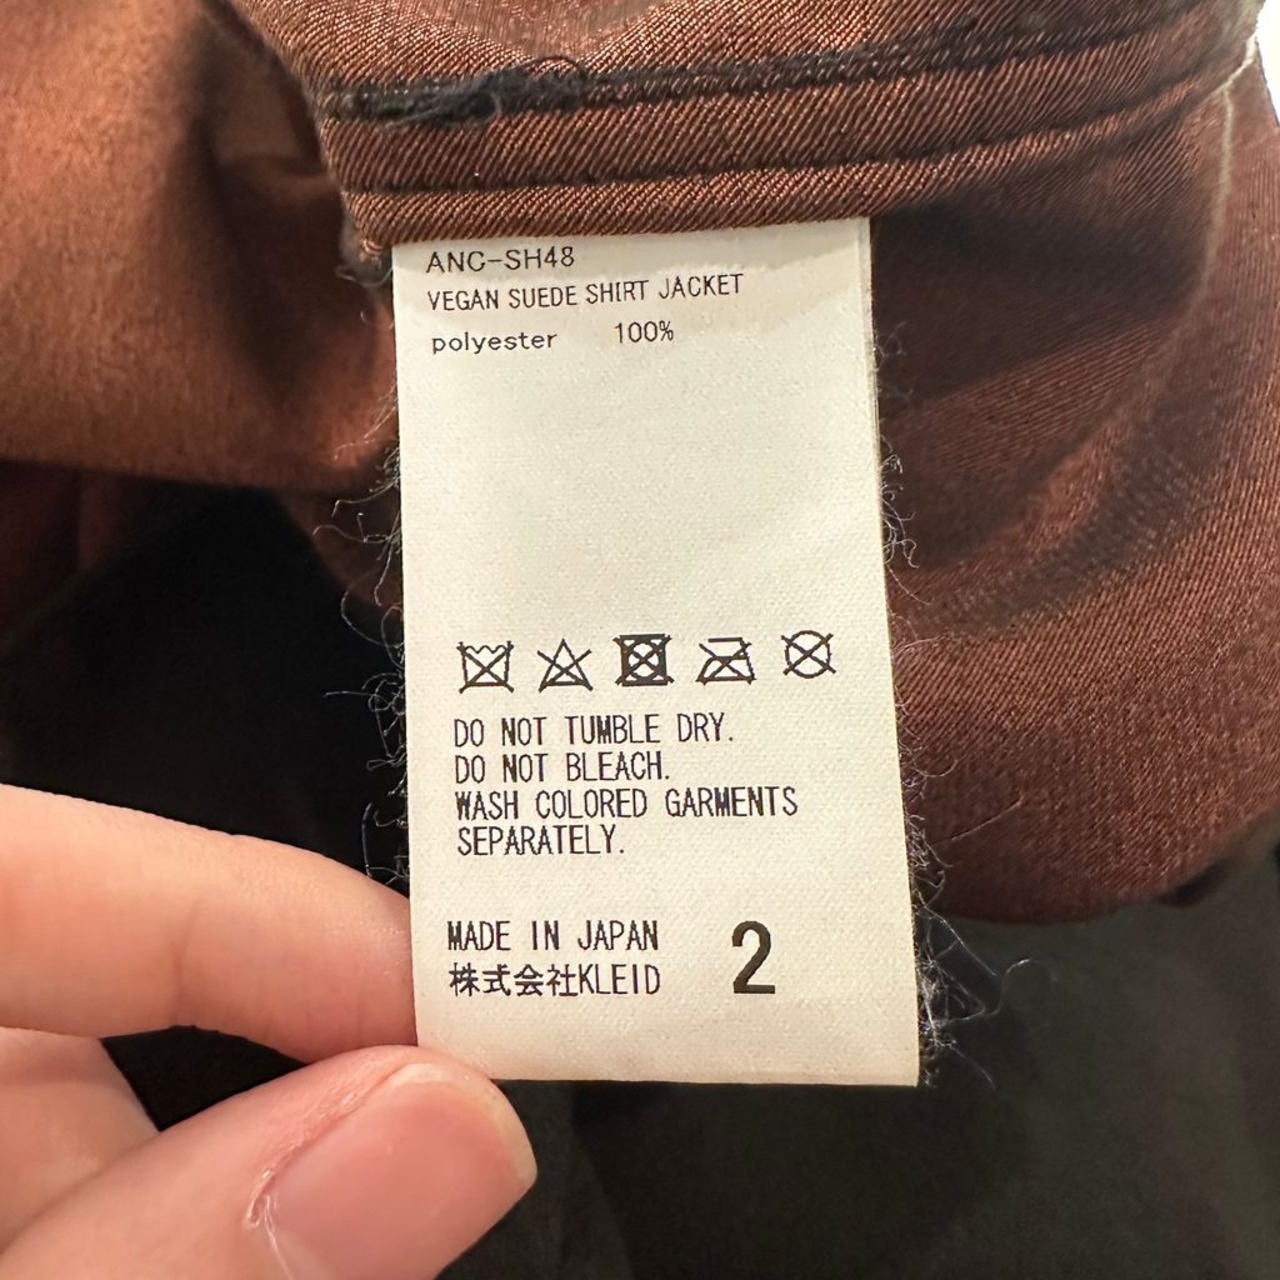 ANC-SH48
VEGAN SUEDE SHIRT JACKET
polyester 100%
DO NOT TUMBLE DRY.
DO NOT BLEACH.
WASH COLORED GARMENTS
SEPARATELY.
MADE IN JAPAN
株式会社KLEID
2